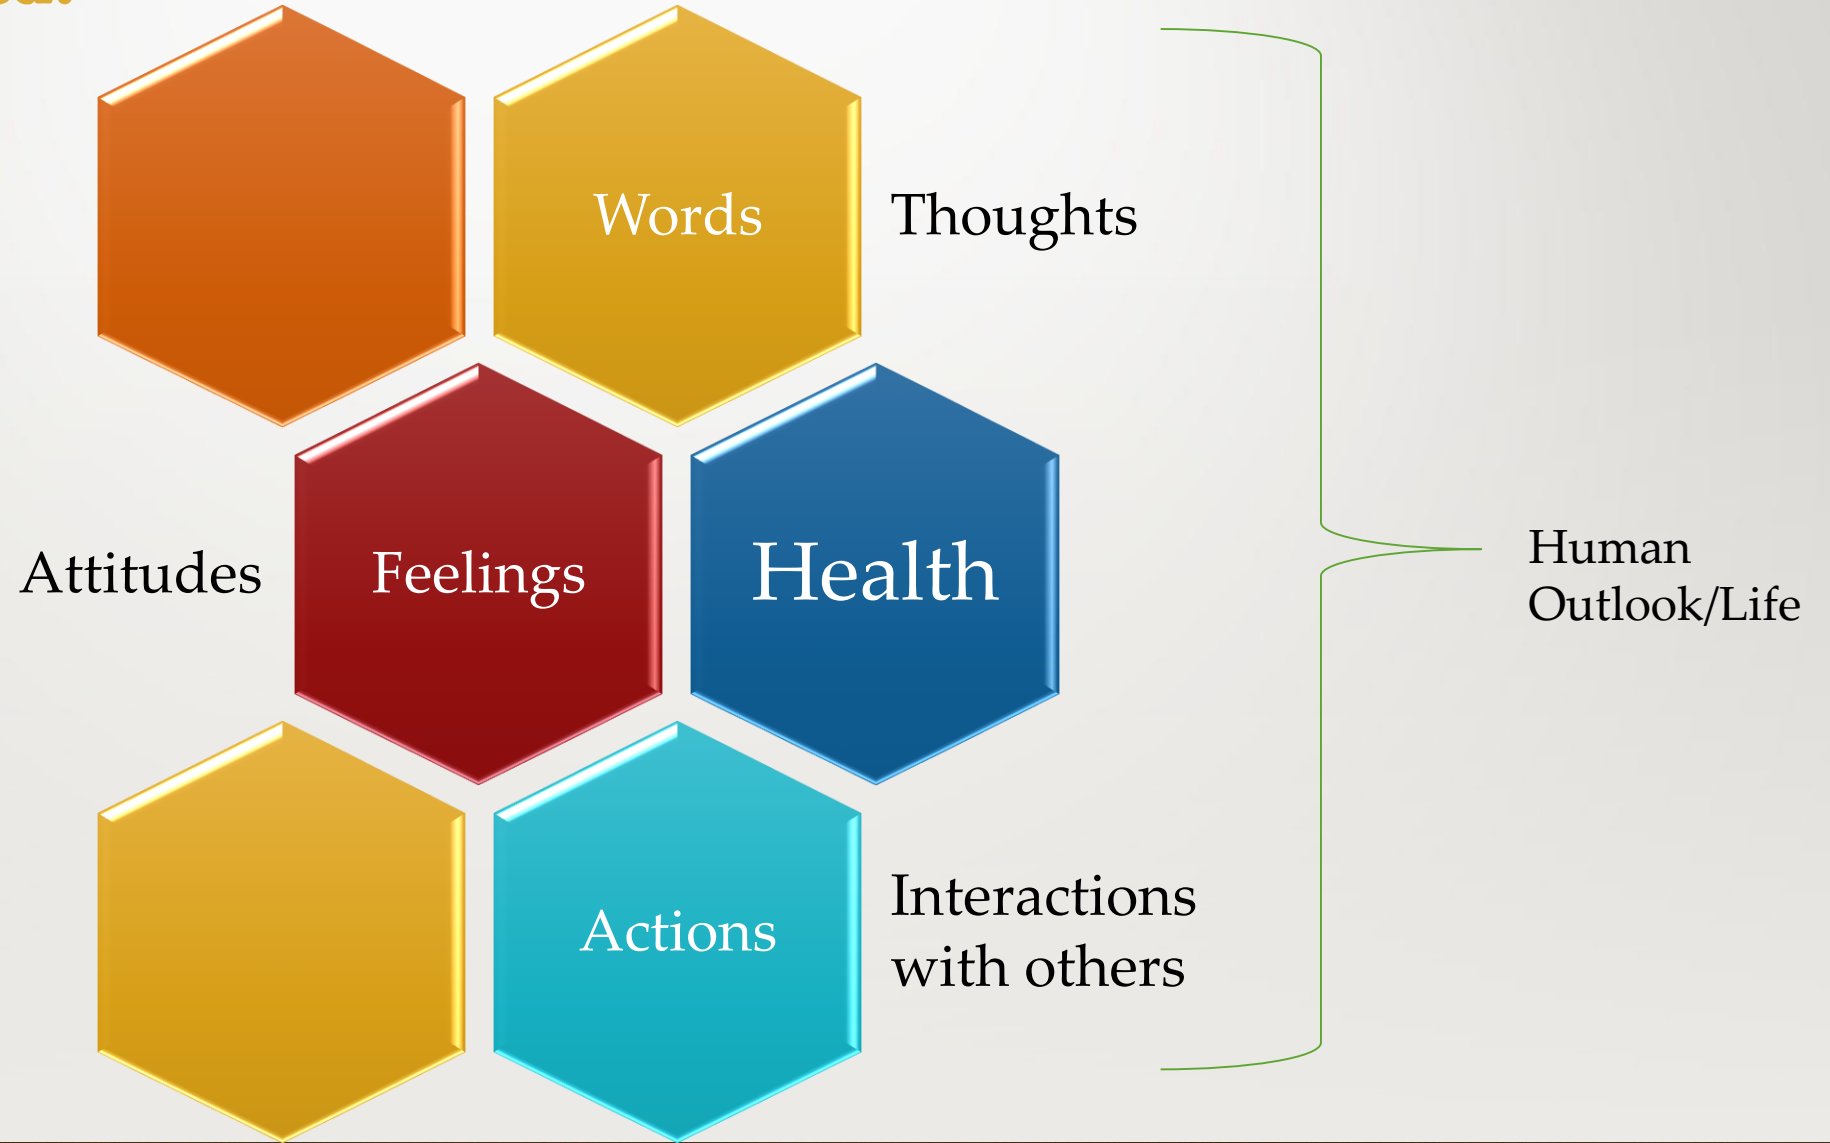 Words
Thoughts
Attitudes
Feelings
Health
Human
Outlook/Life
Actions
Interactions
with others